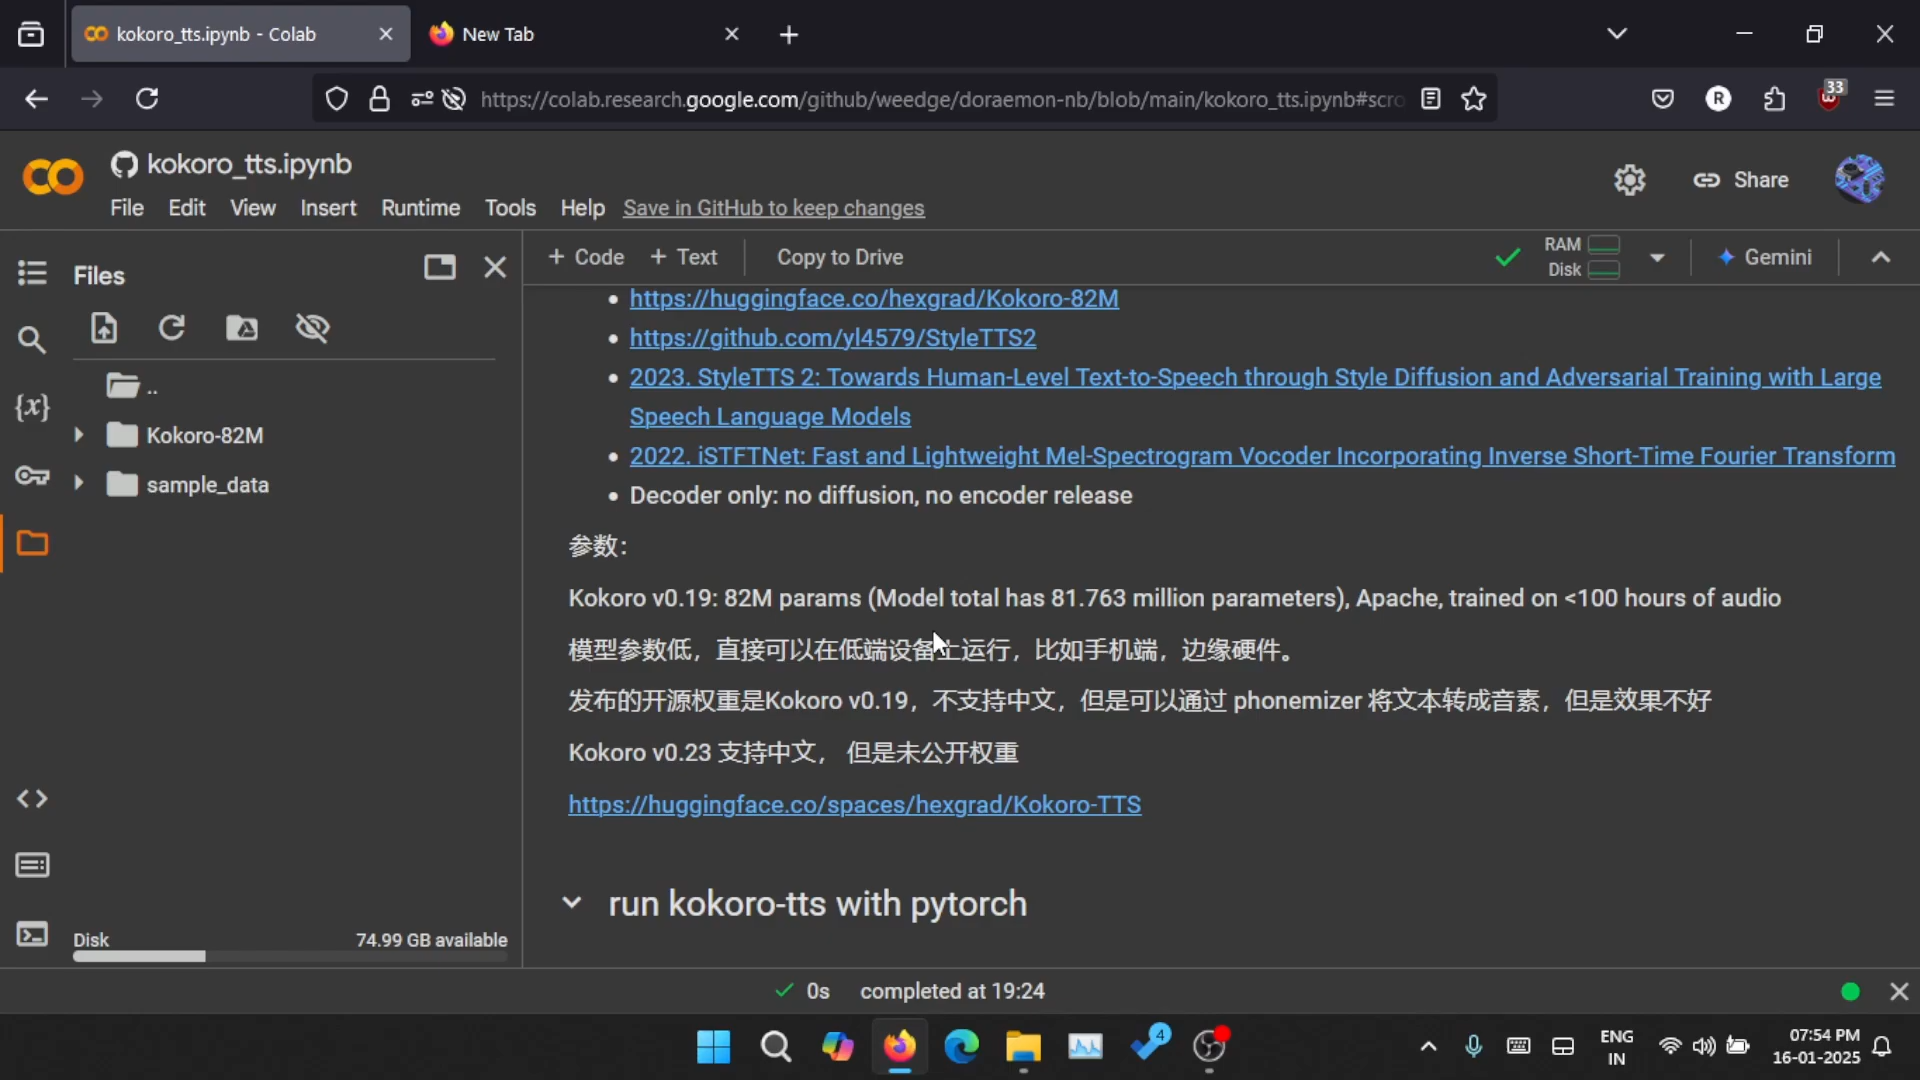 kokoro_tts.ipynb - Colab
New Tab
https://colab.research.google.com/github/weedge/doraemon-nb/blob/main/kokoro_tts.ipynb#scro
R
33
kokoro_tts.ipynb
File Edit View Insert Runtime Tools Help Save in GitHub to keep changes
Share
Files
+ Code + Text Copy to Drive
RAM
Disk
Gemini
..
Kokoro-82M
sample_data
https://huggingface.co/hexgrad/Kokoro-82M
https://github.com/yl4579/StyleTTS2
2023. StyleTTS 2: Towards Human-Level Text-to-Speech through Style Diffusion and Adversarial Training with Large
Speech Language Models
2022. iSTFTNet: Fast and Lightweight Mel-Spectrogram Vocoder Incorporating Inverse Short-Time Fourier Transform
Decoder only: no diffusion, no encoder release
参数：
Kokoro v0.19: 82M params (Model total has 81.763 million parameters), Apache, trained on <100 hours of audio
模型参数低，直接可以在低端设备上运行，比如手机端，边缘硬件。
发布的开源权重是Kokoro v0.19，不支持中文，但是可以通过 phonemizer 将文本转成音素，但是效果不好
Kokoro v0.23 支持中文， 但是未公开权重
https://huggingface.co/spaces/hexgrad/Kokoro-TTS
run kokoro-tts with pytorch
Disk 74.99 GB available
0s completed at 19:24
4
ENG
IN
07:54 PM
16-01-2025